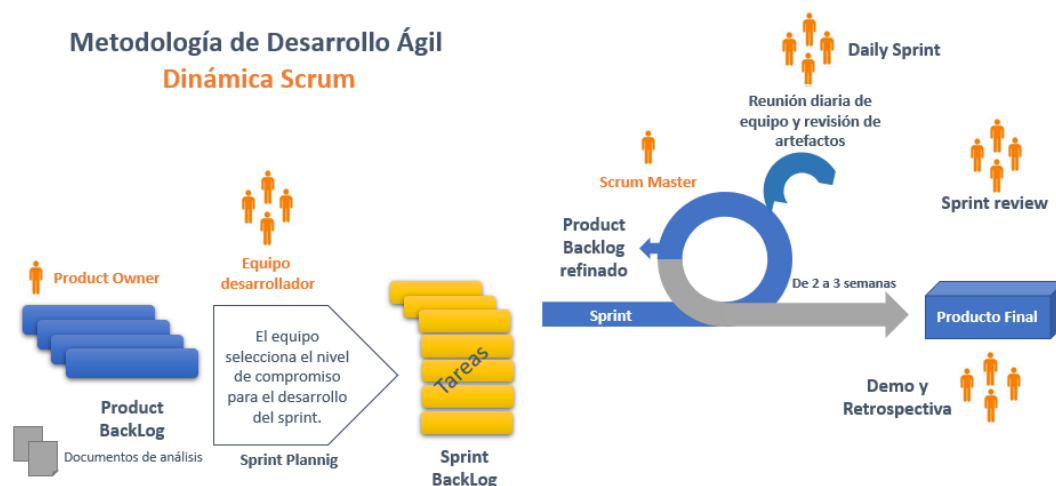 Metodología de Desarrollo Ágil
Dinámica Scrum
Product Owner
Equipo
desarrollador
El equipo
selecciona el nivel
de compromiso
para el desarrollo
del sprint.
Product
BackLog
Documentos de análisis
Sprint Plannig
Tareas
Sprint
BackLog
Daily Sprint
Reunión diaria de
equipo y revisión de
artefactos
Scrum Master
Product
Backlog
refinado
Sprint
De 2 a 3 semanas
Sprint review
Producto Final
Demo y
Retrospectiva